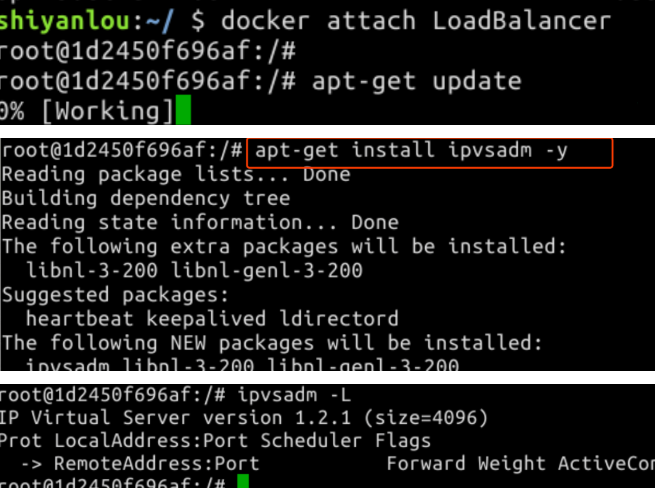 shiyanlou:~/ $ docker attach LoadBalancer
root@1d2450f696af:/#
root@1d2450f696af:/# apt-get update
0% [Working]
root@1d2450f696af:/# apt-get install ipvsadm -y
Reading package lists... Done
Building dependency tree
Reading state information... Done
The following extra packages will be installed:
libnl-3-200 libnl-genl-3-200
Suggested packages:
heartbeat keepalived ldirectord
The following NEW packages will be installed:
ipvsadm libnl-3-200 libnl-genl-3-200
root@1d2450f696af:/# ipvsadm -L
IP Virtual Server version 1.2.1 (size=4096)
Prot LocalAddress:Port Scheduler Flags
-> RemoteAddress:Port Forward Weight ActiveCon
root@1d2450f696af:/#